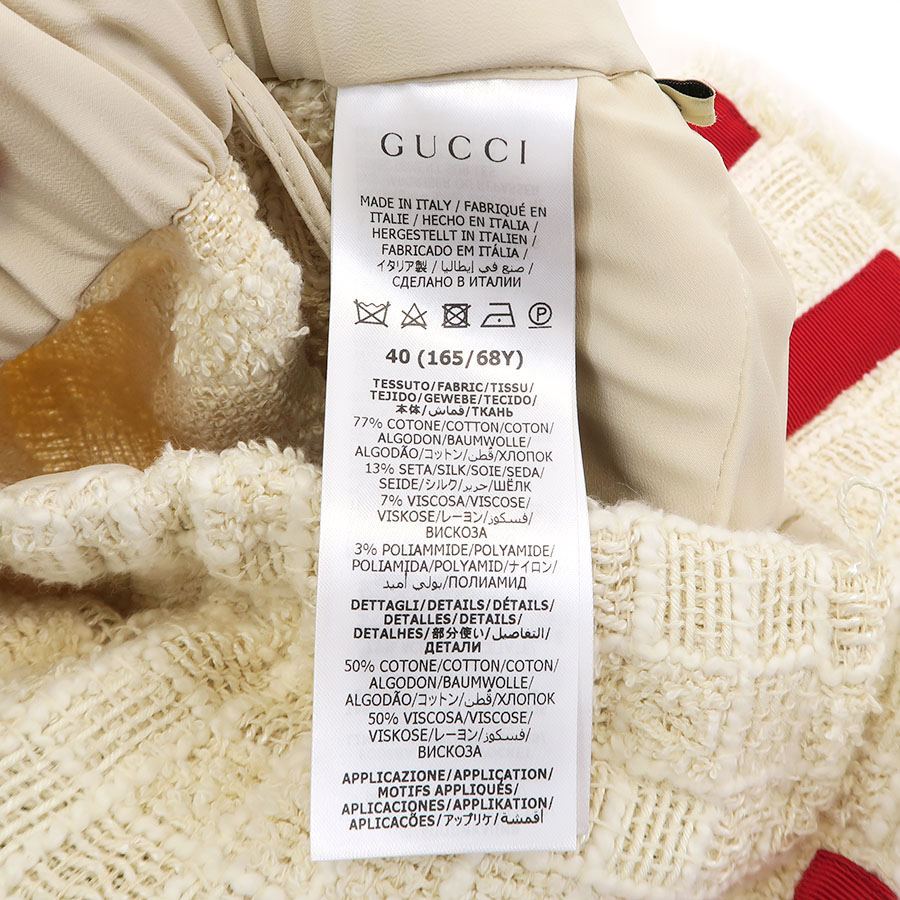 GUCCI
MADE IN ITALY / FABRIQUÉ EN
ITALIE / HECHO EN ITALIA /
HERGESTELLT IN ITALIEN /
FABRICADO EM ITÁLIA /
イタリア製 / صنع في إيطاليا /
СДЕЛАНО В ИТАЛИИ
40 (165/68Y)
TESSUTO/FABRIC/TISSU/
TEJIDO/GEWEBE/TECIDO/
本体/قماش/ТКАНЬ
77% COTONE/COTTON/COTON/
ALGODON/BAUMWOLLE/
ALGODÃO/コットン/قطن/ХЛОПОК
13% SETA/SILK/SOIE/SEDA/
SEIDE/シルク/حرير/ШЁЛК
7% VISCOSA/VISCOSE/
VISKOSE/レーヨン/فسكوز/
ВИСКОЗА
3% POLIAMMIDE/POLYAMIDE/
POLIAMIDA/POLYAMID/ナイロン/
بولي أميد/ПОЛИАМИД
DETTAGLI/DETAILS/DÉTAILS/
DETALLES/DETAILS/
DETALHES/部分使い/التفاصيل/
ДЕТАЛИ
50% COTONE/COTTON/COTON/
ALGODON/BAUMWOLLE/
ALGODÃO/コットン/قطن/ХЛОПОК
50% VISCOSA/VISCOSE/
VISKOSE/レーヨン/فسكوز/
ВИСКОЗА
APPLICAZIONE/APPLICATION/
MOTIFS APPLIQUÉS/
APLICACIONES/APPLIKATION/
APLICAÇÕES/アップリケ/أقمشة/